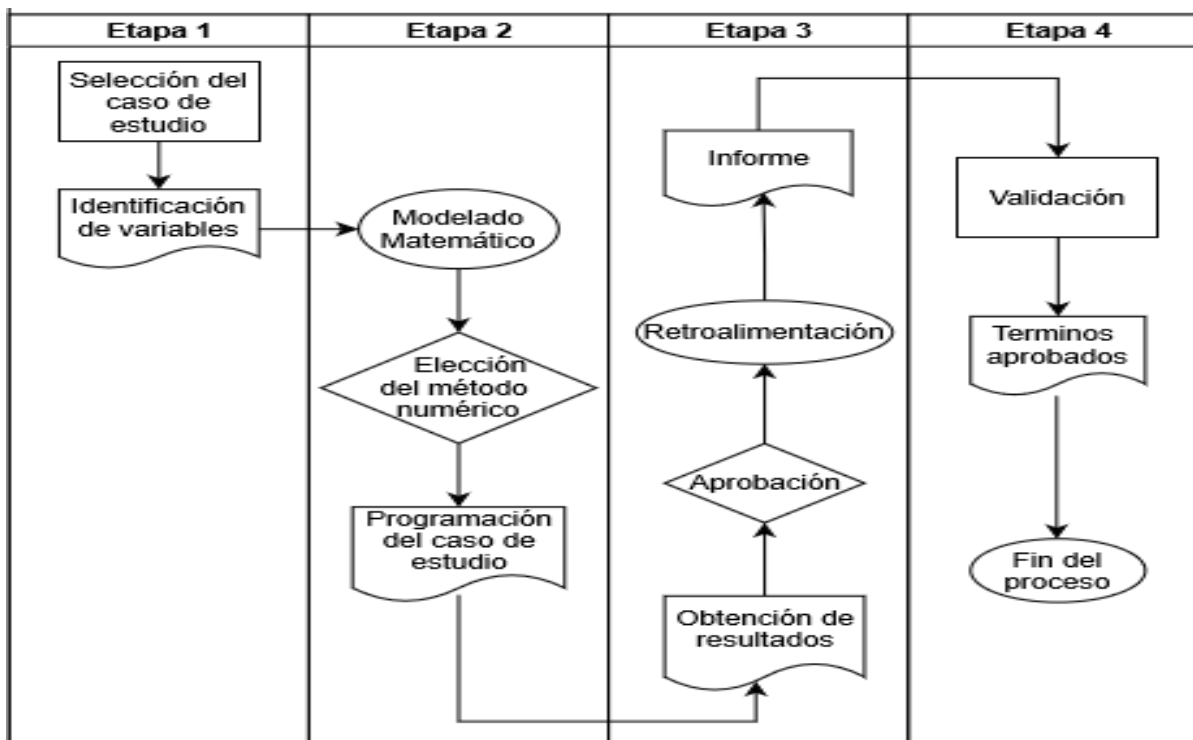 Etapa 1
Etapa 2
Etapa 3
Etapa 4
Selección del
caso de
estudio
Identificación
de variables
Modelado
Matemático
Elección
del método
numérico
Programación
del caso de
estudio
Obtención de
resultados
Aprobación
Retroalimentación
Informe
Validación
Terminos
aprobados
Fin del
proceso